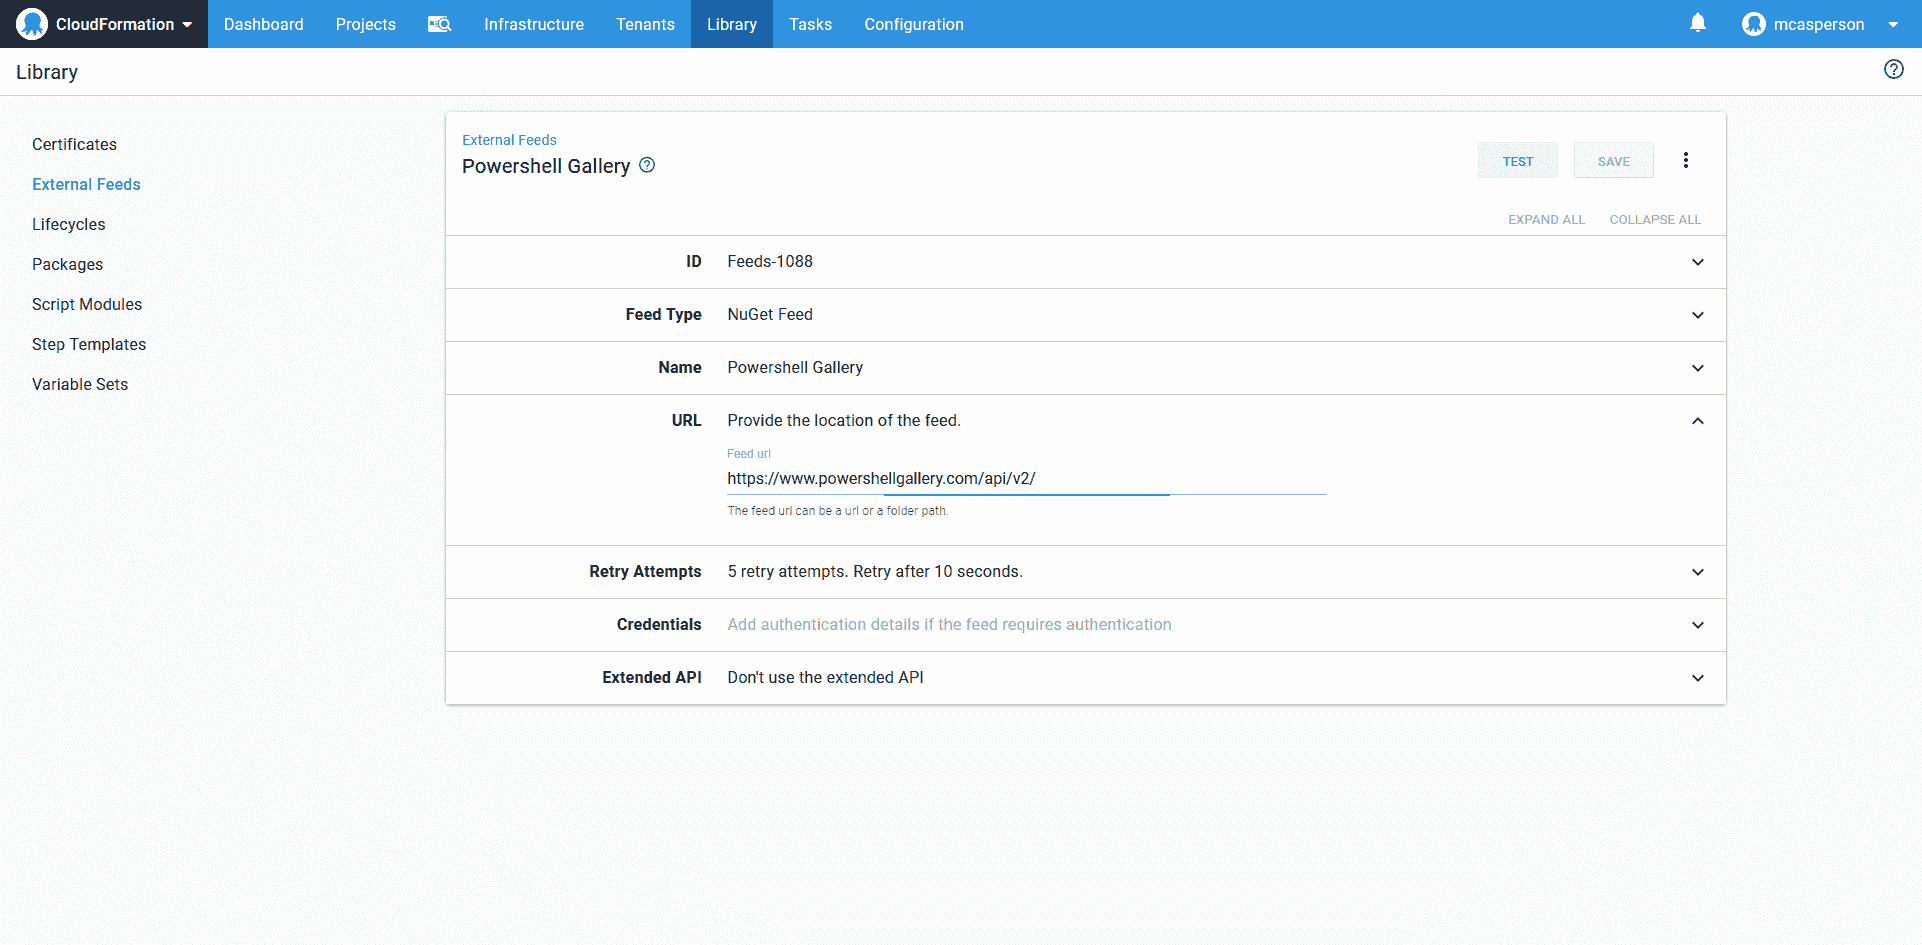 CloudFormation Dashboard Projects Infrastructure Tenants Library Tasks Configuration mcasperson
Library
Certificates
External Feeds
Lifecycles
Packages
Script Modules
Step Templates
Variable Sets
External Feeds
Powershell Gallery
TEST SAVE
EXPAND ALL COLLAPSE ALL
ID Feeds-1088
Feed Type NuGet Feed
Name Powershell Gallery
URL Provide the location of the feed.
Feed url
https://www.powershellgallery.com/api/v2/
The feed url can be a url or a folder path.
Retry Attempts 5 retry attempts. Retry after 10 seconds.
Credentials Add authentication details if the feed requires authentication
Extended API Don't use the extended API